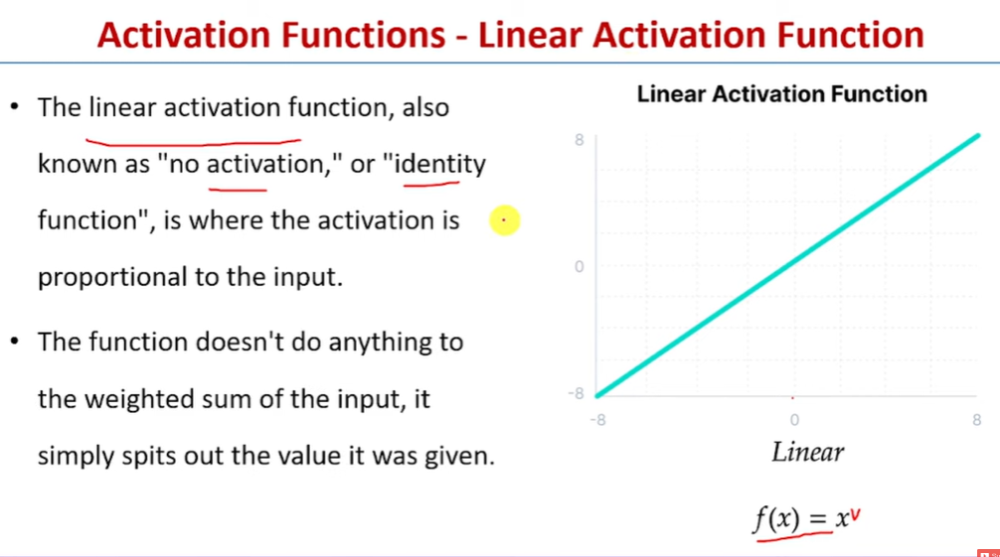 Activation Functions - Linear Activation Function
• The linear activation function, also
known as "no activation," or "identity
function", is where the activation is
proportional to the input.
• The function doesn't do anything to
the weighted sum of the input, it
simply spits out the value it was given.
Linear Activation Function
8
0
-8
-8
0
8
Linear
f(x) = x